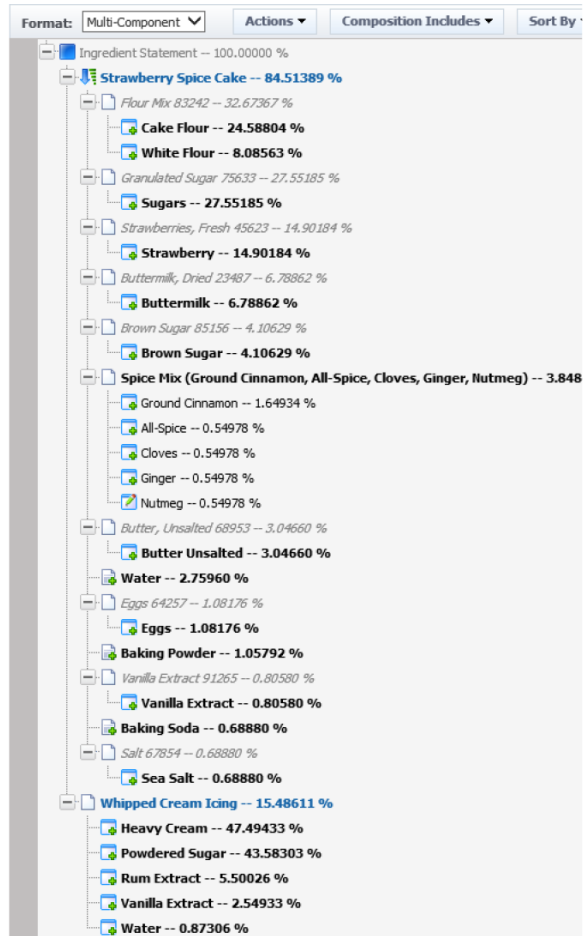 Format: Multi-Component Actions Composition Includes Sort By
Ingredient Statement -- 100.00000 %
Strawberry Spice Cake -- 84.51389 %
Flour Mix 83242 -- 32.67367 %
Cake Flour -- 24.58804 %
White Flour -- 8.08563 %
Granulated Sugar 75633 -- 27.55185 %
Sugars -- 27.55185 %
Strawberries, Fresh 45623 -- 14.90184 %
Strawberry -- 14.90184 %
Buttermilk, Dried 23487 -- 6.78862 %
Buttermilk -- 6.78862 %
Brown Sugar 85156 -- 4.10629 %
Brown Sugar -- 4.10629 %
Spice Mix (Ground Cinnamon, All-Spice, Cloves, Ginger, Nutmeg) -- 3.848
Ground Cinnamon -- 1.64934 %
All-Spice -- 0.54978 %
Cloves -- 0.54978 %
Ginger -- 0.54978 %
Nutmeg -- 0.54978 %
Butter, Unsalted 68953 -- 3.04660 %
Butter Unsalted -- 3.04660 %
Water -- 2.75960 %
Eggs 64257 -- 1.08176 %
Eggs -- 1.08176 %
Baking Powder -- 1.05792 %
Vanilla Extract 91265 -- 0.80580 %
Vanilla Extract -- 0.80580 %
Baking Soda -- 0.68880 %
Salt 67854 -- 0.68880 %
Sea Salt -- 0.68880 %
Whipped Cream Icing -- 15.48611 %
Heavy Cream -- 47.49433 %
Powdered Sugar -- 43.58303 %
Rum Extract -- 5.50026 %
Vanilla Extract -- 2.54933 %
Water -- 0.87306 %